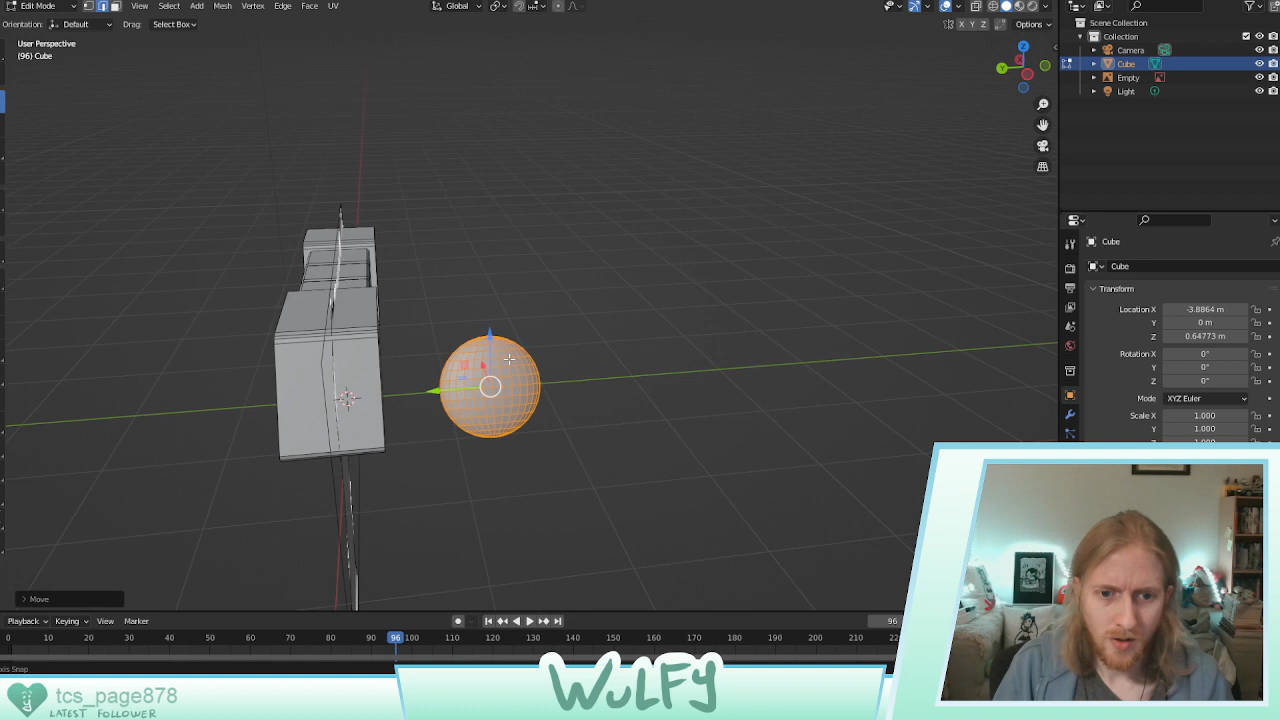 Edit Mode View Select Add Mesh Vertex Edge Face UV Global
Orientation: Default Drag: Select Box X Y Z Options
User Perspective
(96) Cube
Scene Collection
Collection
Camera
Cube
Empty
Light
Z
Y
X
Cube
Cube
Transform
Location X -3.8864 m
Y 0 m
Z 0.64773 m
Rotation X 0°
Y 0°
Z 0°
Mode XYZ Euler
Scale X 1.000
Y 1.000
Move
Playback Keying View Marker 96
0 10 20 30 40 50 60 70 80 90 96 100 110 120 130 140 150 160 170 180 190 200 210
axis Snap
tcs_page878
LATEST FOLLOWER
WULFY